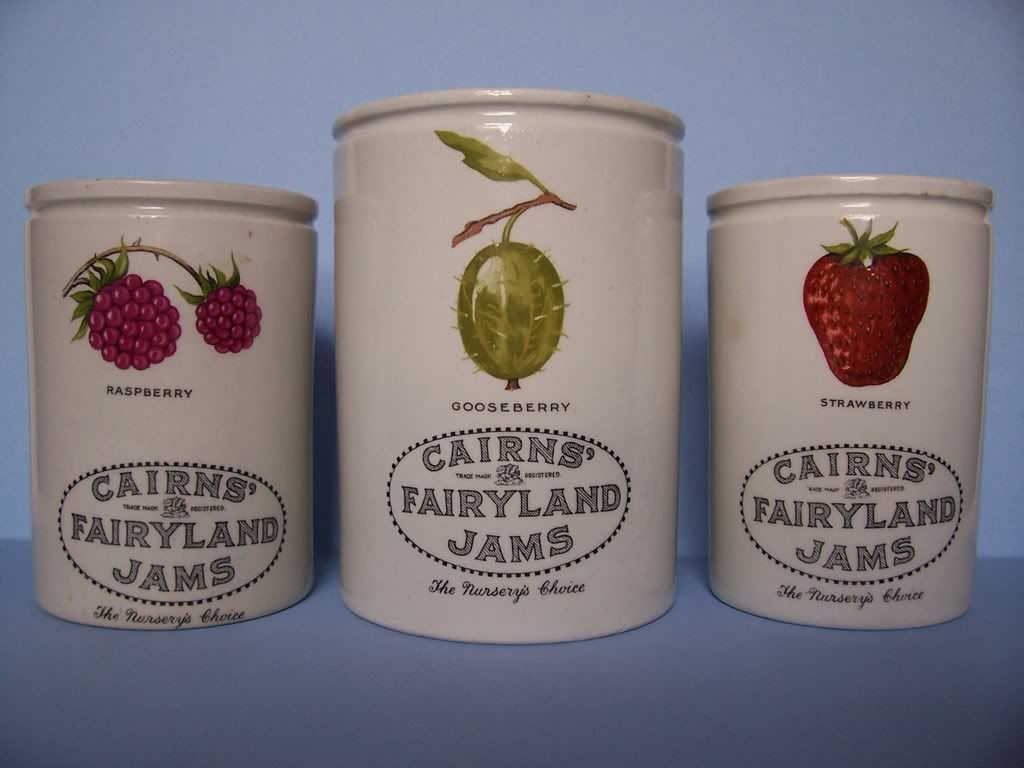 RASPBERRY
CAIRNS'
TRADE MARK REGISTERED.
FAIRYLAND
JAMS
The Nursery's Choice
GOOSEBERRY
CAIRNS'
TRADE MARK REGISTERED.
FAIRYLAND
JAMS
The Nursery's Choice
STRAWBERRY
CAIRNS'
TRADE MARK REGISTERED.
FAIRYLAND
JAMS
The Nursery's Choice